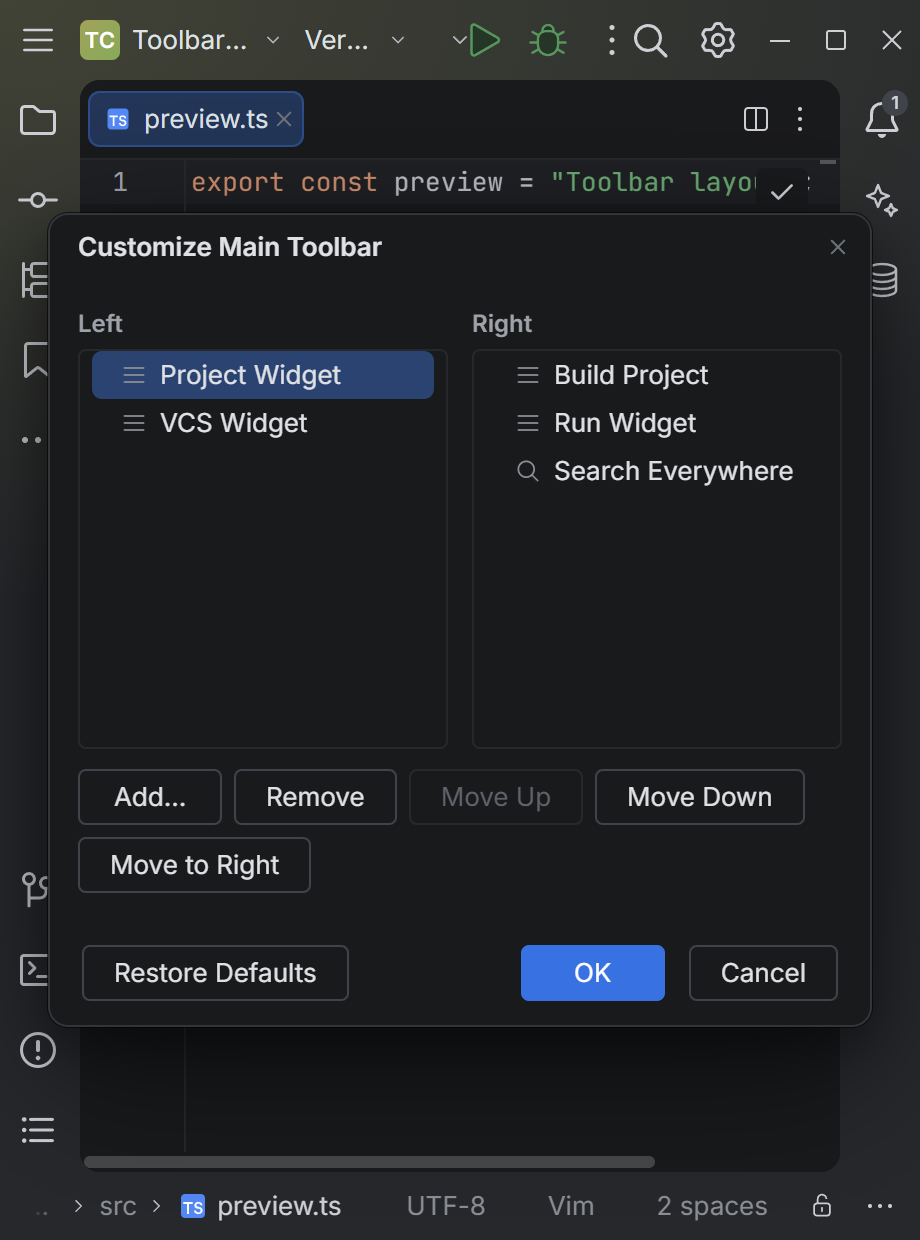 TC Toolbar... Ver...
TS preview.ts
1
1 export const preview = "Toolbar layo
Customize Main Toolbar
Left Right
Project Widget Build Project
VCS Widget Run Widget
Search Everywhere
Add... Remove Move Up Move Down
Move to Right
Restore Defaults OK Cancel
.. > src > TS preview.ts UTF-8 Vim 2 spaces ...